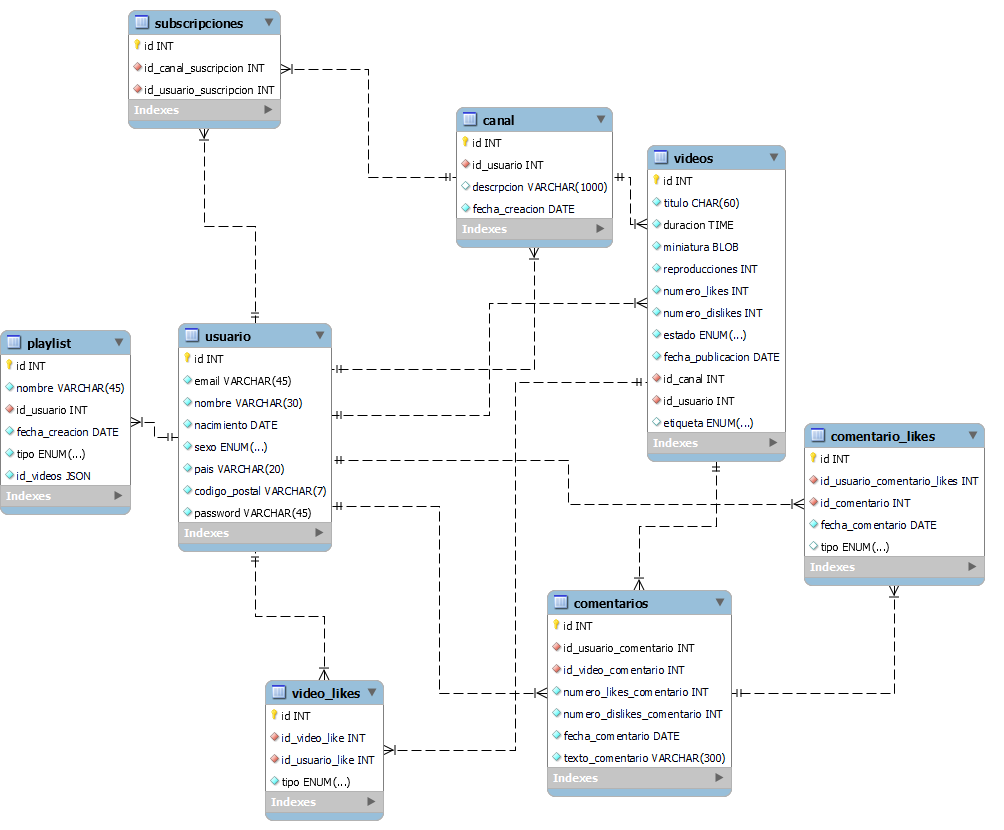 subscripciones
id INT
id_canal_suscripcion INT
id_usuario_suscripcion INT
Indexes
canal
id INT
id_usuario INT
descrpcion VARCHAR(1000)
fecha_creacion DATE
Indexes
videos
id INT
titulo CHAR(60)
duracion TIME
miniatura BLOB
reproducciones INT
numero_likes INT
numero_dislikes INT
estado ENUM(...)
fecha_publicacion DATE
id_canal INT
id_usuario INT
etiqueta ENUM(...)
Indexes
playlist
id INT
nombre VARCHAR(45)
id_usuario INT
fecha_creacion DATE
tipo ENUM(...)
id_videos JSON
Indexes
usuario
id INT
email VARCHAR(45)
nombre VARCHAR(30)
nacimiento DATE
sexo ENUM(...)
pais VARCHAR(20)
codigo_postal VARCHAR(7)
password VARCHAR(45)
Indexes
comentario_likes
id INT
id_usuario_comentario_likes INT
id_comentario INT
fecha_comentario DATE
tipo ENUM(...)
Indexes
comentarios
id INT
id_usuario_comentario INT
id_video_comentario INT
numero_likes_comentario INT
numero_dislikes_comentario INT
fecha_comentario DATE
texto_comentario VARCHAR(300)
Indexes
video_likes
id INT
id_video_like INT
id_usuario_like INT
tipo ENUM(...)
Indexes